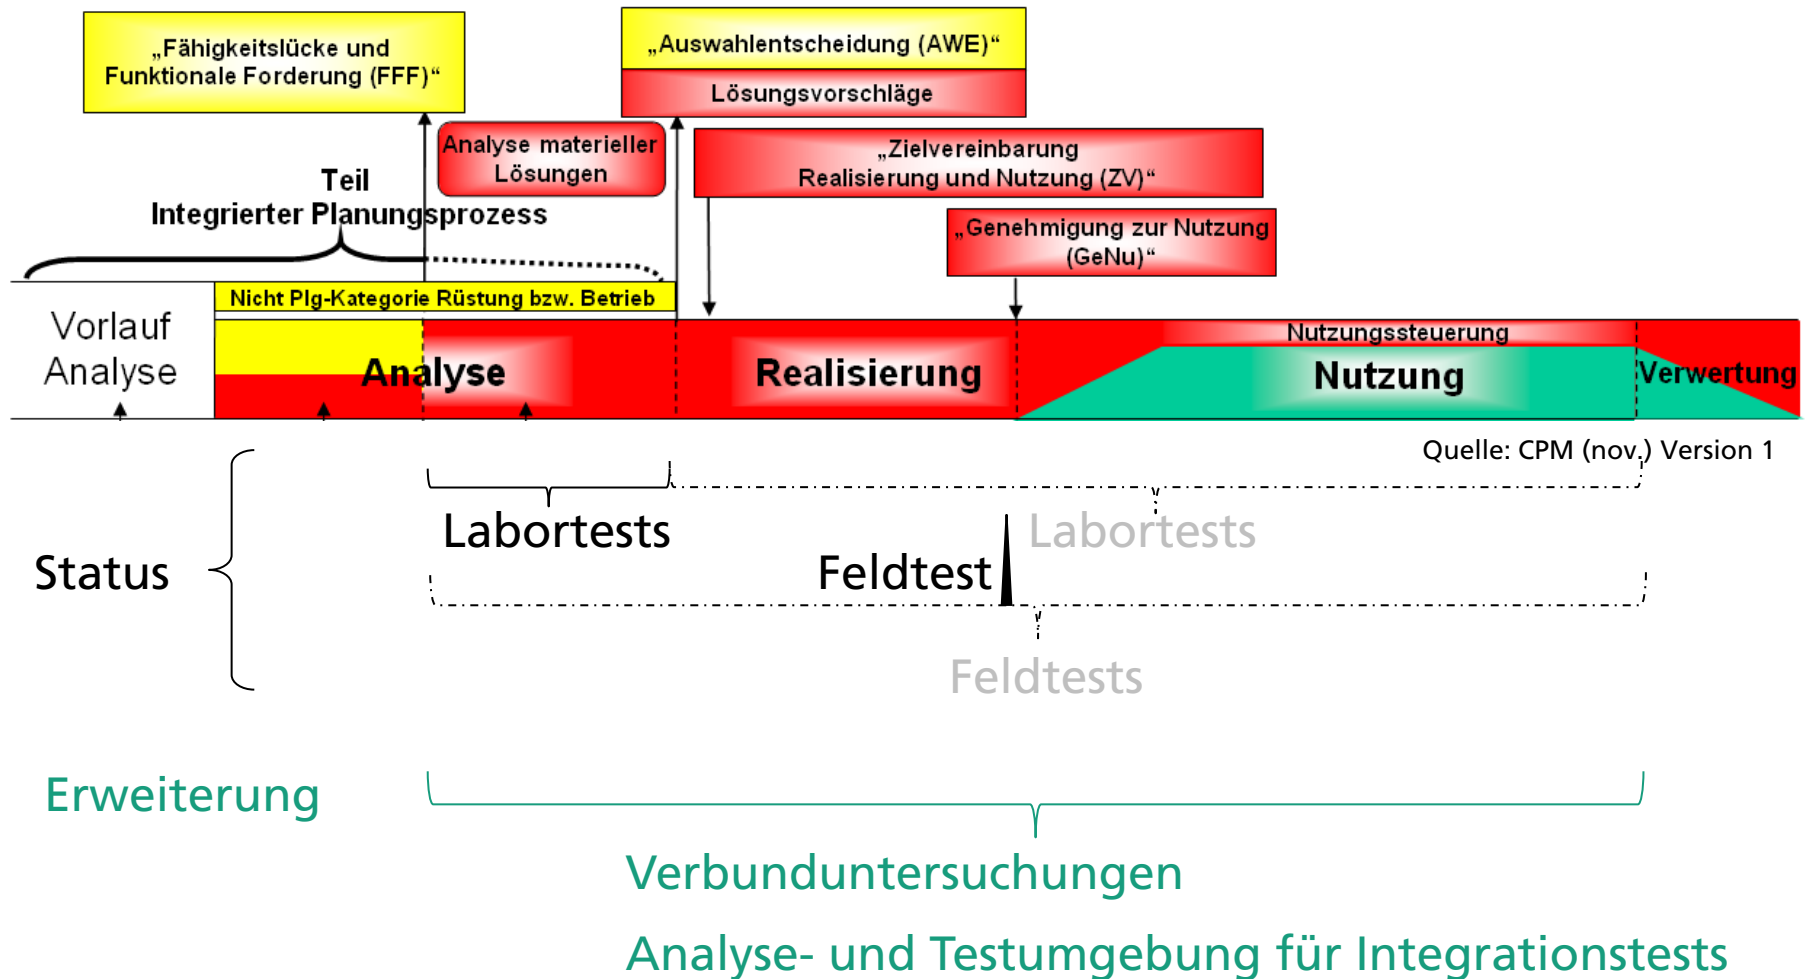 „Fähigkeitslücke und
Funktionale Forderung (FFF)“
„Auswahlentscheidung (AWE)“
Lösungsvorschläge
Analyse materieller
Lösungen
„Zielvereinbarung
Realisierung und Nutzung (ZV)“
Teil
Integrierter Planungsprozess
„Genehmigung zur Nutzung
(GeNu)“
Nicht Plg-Kategorie Rüstung bzw. Betrieb
Vorlauf
Analyse
Analyse
Realisierung
Nutzungssteuerung
Nutzung
Verwertung
Quelle: CPM (nov.) Version 1
Status
Labortests
Labortests
Feldtest
Feldtests
Erweiterung
Verbunduntersuchungen
Analyse- und Testumgebung für Integrationstests